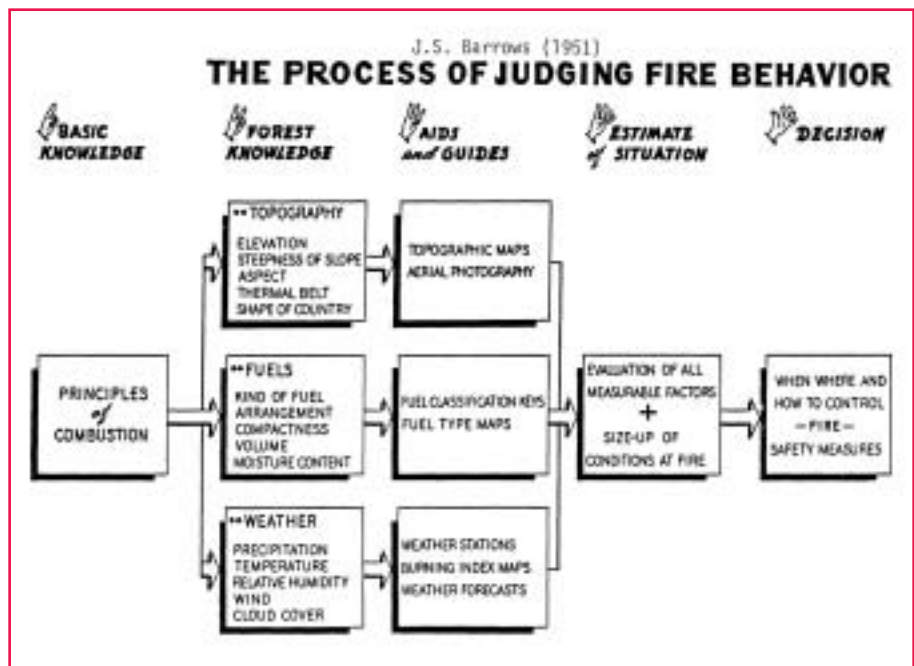 J.S. Barrows (1951)
THE PROCESS OF JUDGING FIRE BEHAVIOR
BASIC
KNOWLEDGE
FOREST
KNOWLEDGE
AIDS
and GUIDES
ESTIMATE
of SITUATION
DECISION
PRINCIPLES
of
COMBUSTION
**TOPOGRAPHY
ELEVATION
STEEPNESS OF SLOPE
ASPECT
THERMAL BELT
SHAPE OF COUNTRY
TOPOGRAPHIC MAPS
AERIAL PHOTOGRAPHY
**FUELS
KIND OF FUEL
ARRANGEMENT
COMPACTNESS
VOLUME
MOISTURE CONTENT
FUEL CLASSIFICATION KEYS
FUEL TYPE MAPS
**WEATHER
PRECIPITATION
TEMPERATURE
RELATIVE HUMIDITY
WIND
CLOUD COVER
WEATHER STATIONS
BURNING INDEX MAPS
WEATHER FORECASTS
EVALUATION OF ALL
MEASURABLE FACTORS
+
SIZE-UP OF
CONDITIONS AT FIRE
WHEN WHERE AND
HOW TO CONTROL
—FIRE—
SAFETY MEASURES